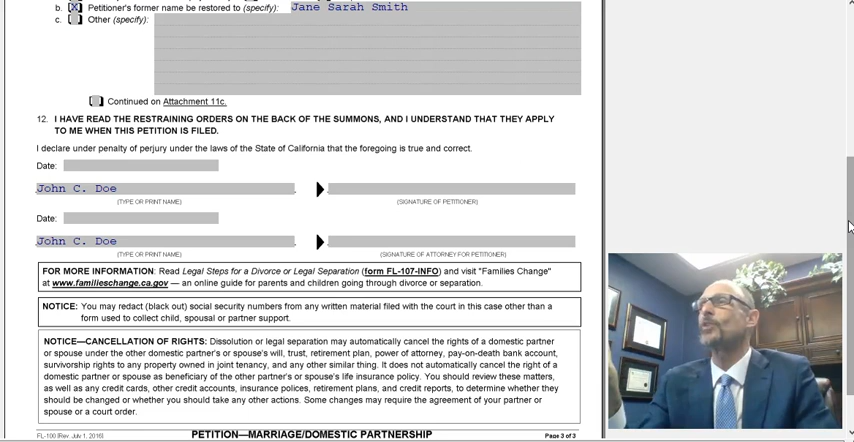 b. [X] Petitioner's former name be restored to (specify): Jane Sarah Smith
c. Other (specify):
Continued on Attachment 11c.
12. I HAVE READ THE RESTRAINING ORDERS ON THE BACK OF THE SUMMONS, AND I UNDERSTAND THAT THEY APPLY
TO ME WHEN THIS PETITION IS FILED.
I declare under penalty of perjury under the laws of the State of California that the foregoing is true and correct.
Date:
John C. Doe
(TYPE OR PRINT NAME) (SIGNATURE OF PETITIONER)
Date:
John C. Doe
(TYPE OR PRINT NAME) (SIGNATURE OF ATTORNEY FOR PETITIONER)
FOR MORE INFORMATION: Read Legal Steps for a Divorce or Legal Separation (form FL-107-INFO) and visit "Families Change"
at www.familieschange.ca.gov — an online guide for parents and children going through divorce or separation.
NOTICE: You may redact (black out) social security numbers from any written material filed with the court in this case other than a
form used to collect child, spousal or partner support.
NOTICE—CANCELLATION OF RIGHTS: Dissolution or legal separation may automatically cancel the rights of a domestic partner
or spouse under the other domestic partner's or spouse's will, trust, retirement plan, power of attorney, pay-on-death bank account,
survivorship rights to any property owned in joint tenancy, and any other similar thing. It does not automatically cancel the right of a
domestic partner or spouse as beneficiary of the other partner's or spouse's life insurance policy. You should review these matters,
as well as any credit cards, other credit accounts, insurance polices, retirement plans, and credit reports, to determine whether they
should be changed or whether you should take any other actions. Some changes may require the agreement of your partner or
spouse or a court order.
FL-100 [Rev. July 1, 2016] PETITION—MARRIAGE/DOMESTIC PARTNERSHIP Page 3 of 3